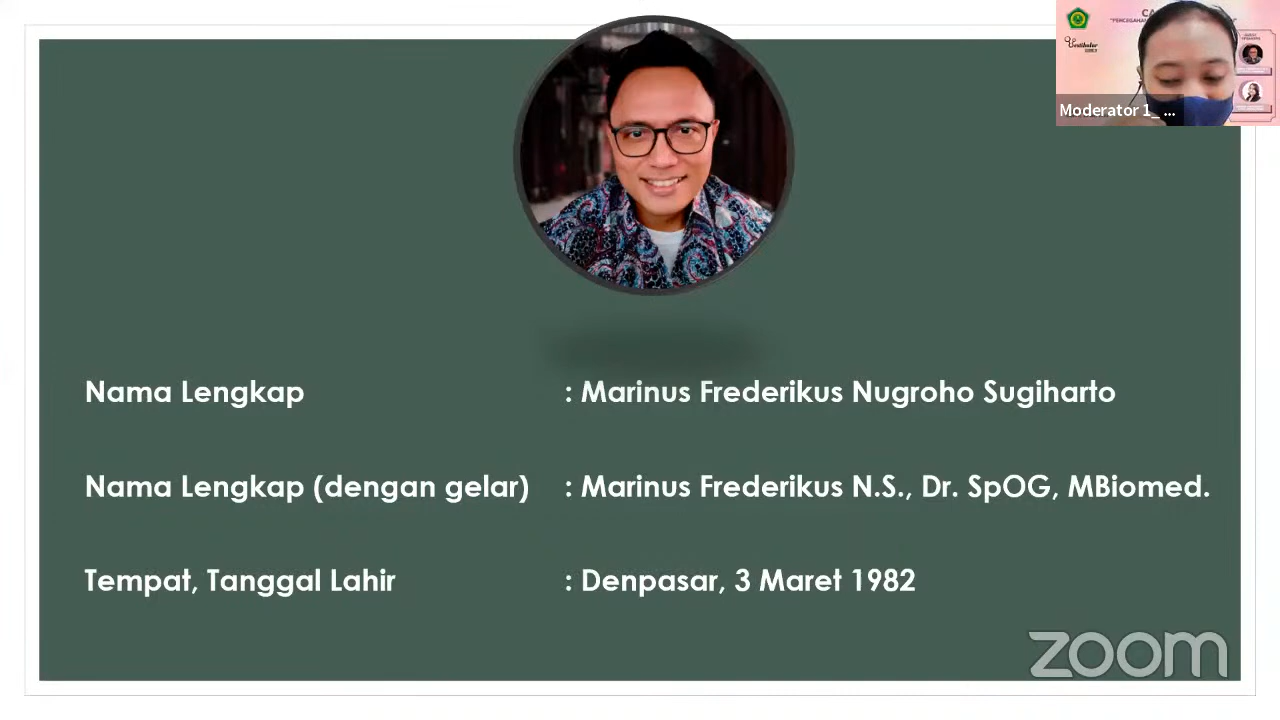 Nama Lengkap : Marinus Frederikus Nugroho Sugiharto
Nama Lengkap (dengan gelar) : Marinus Frederikus N.S., Dr. SpOG, MBiomed.
Tempat, Tanggal Lahir : Denpasar, 3 Maret 1982
Moderator 1_ ...
zoom